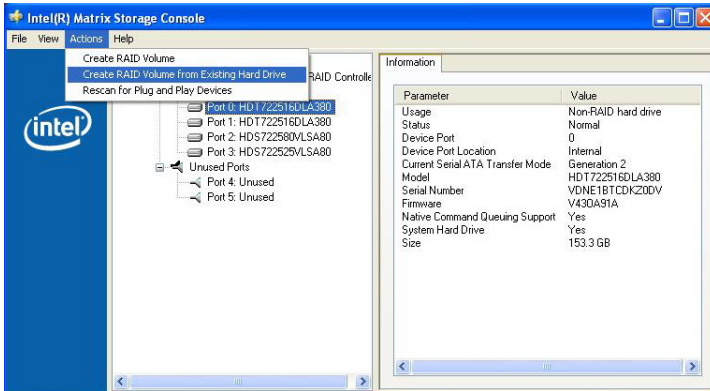 Intel(R) Matrix Storage Console
File View Actions Help
Create RAID Volume
Create RAID Volume from Existing Hard Drive
Rescan for Plug and Play Devices
RAID Controlle
Port 0: HDT722516DLA380
Port 1: HDT722516DLA380
Port 2: HDS722580VLSA80
Port 3: HDS722525VLSA80
Unused Ports
Port 4: Unused
Port 5: Unused
intel
Information
Parameter Value
Usage Non-RAID hard drive
Status Normal
Device Port 0
Device Port Location Internal
Current Serial ATA Transfer Mode Generation 2
Model HDT722516DLA380
Serial Number VDNE1BTCDKZ0DV
Firmware V43OA91A
Native Command Queuing Support Yes
System Hard Drive Yes
Size 153.3 GB